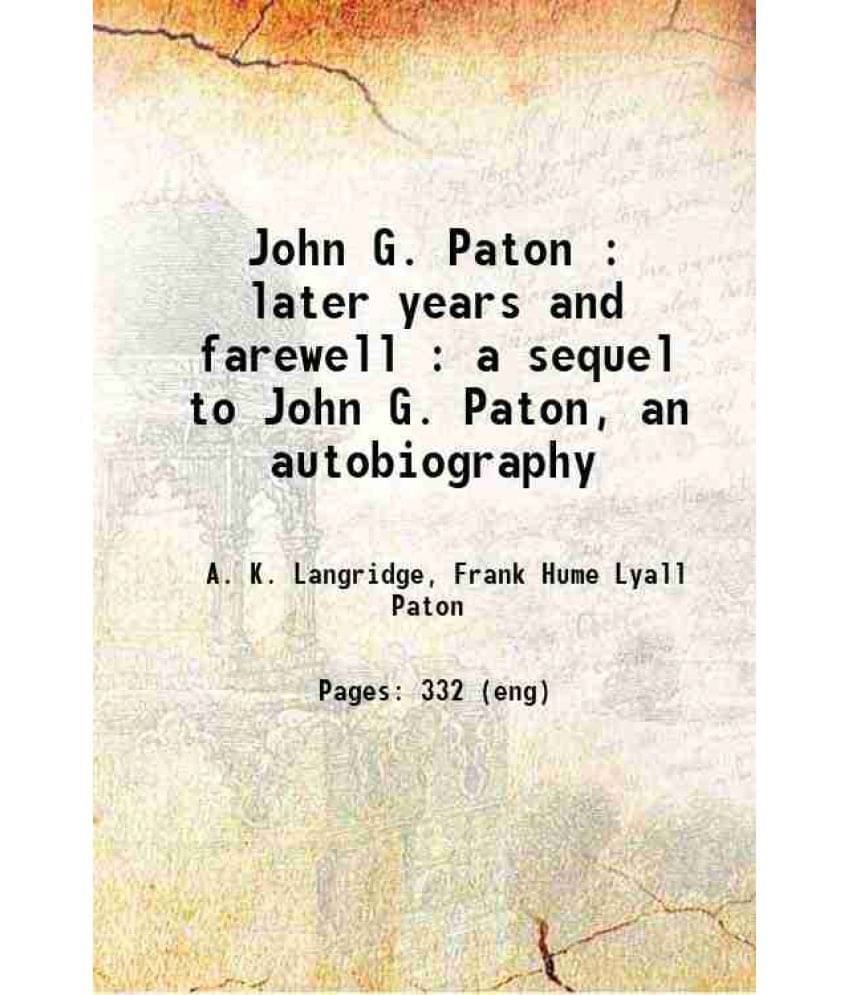 John G. Paton :
later years and
farewell : a sequel
to John G. Paton, an
autobiography
A. K. Langridge, Frank Hume Lyall
Paton
Pages: 332 (eng)